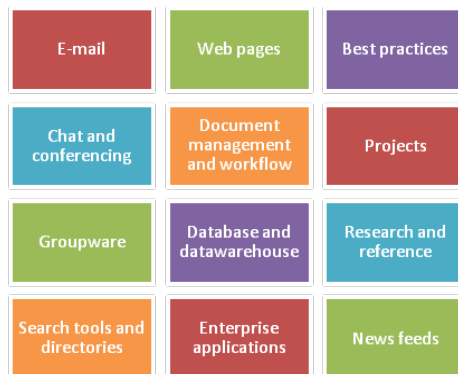 E-mail
Web pages
Best practices
Chat and
conferencing
Document
management
and workflow
Projects
Groupware
Database and
datawarehouse
Research and
reference
Search tools and
directories
Enterprise
applications
News feeds